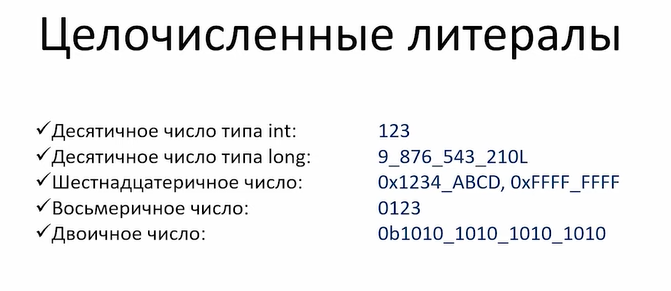 Целочисленные литералы
✓Десятичное число типа int: 123
✓Десятичное число типа long: 9_876_543_210L
✓Шестнадцатеричное число: 0x1234_ABCD, 0xFFFF_FFFF
✓Восьмеричное число: 0123
✓Двоичное число: 0b1010_1010_1010_1010